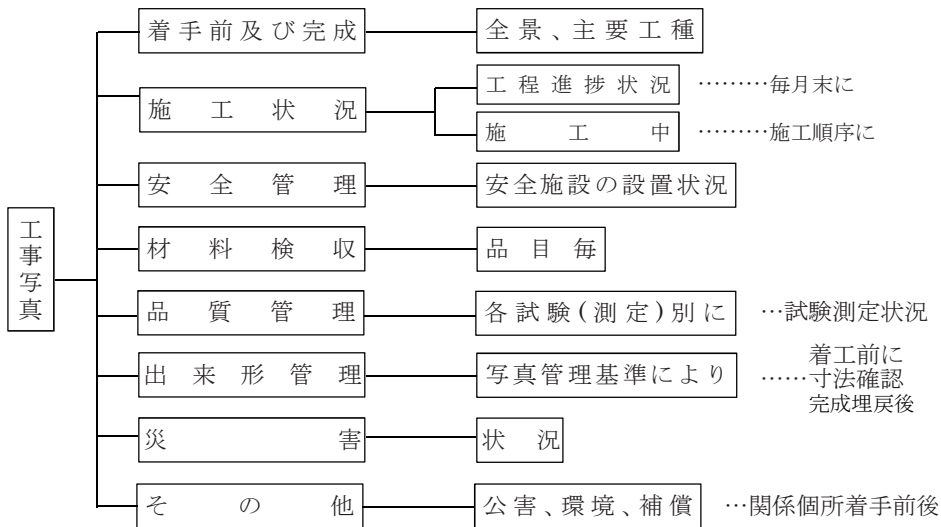 工事写真
着手前及び完成
全景、主要工種
施工状況
工程進捗状況 ………毎月末に
施工中 ………施工順序に
安全管理
安全施設の設置状況
材料検収
品目毎
品質管理
各試験(測定)別に …試験測定状況
出来形管理
写真管理基準により
着工前に
……寸法確認
完成埋戻後
災害
状況
その他
公害、環境、補償 …関係個所着手前後